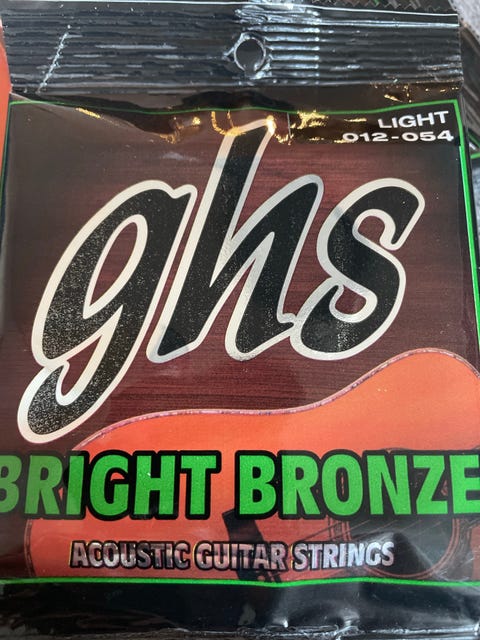 LIGHT
012-054
ghs
BRIGHT BRONZE
ACOUSTIC GUITAR STRINGS